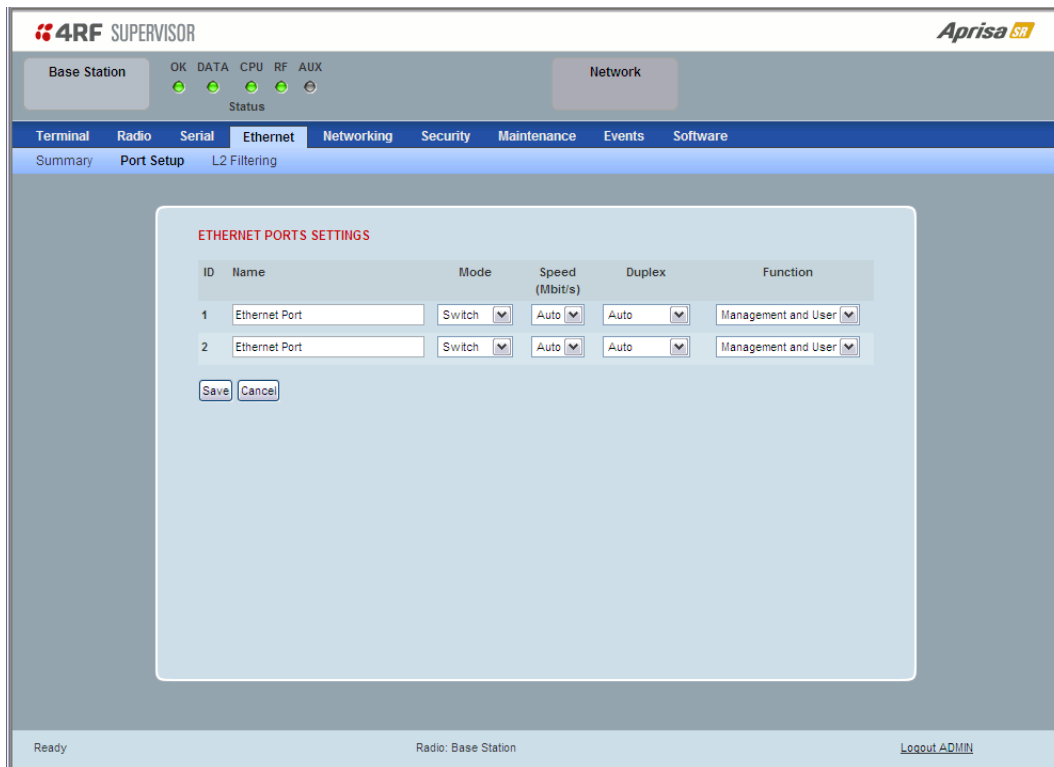 4RF SUPERVISOR
Aprisa SR
Base Station
OK DATA CPU RF AUX
Status
Network
Terminal Radio Serial Ethernet Networking Security Maintenance Events Software
Summary Port Setup L2 Filtering
ETHERNET PORTS SETTINGS
ID Name Mode Speed (Mbit/s) Duplex Function
1 Ethernet Port Switch Auto Auto Management and User
2 Ethernet Port Switch Auto Auto Management and User
Save Cancel
Ready Radio: Base Station Logout ADMIN